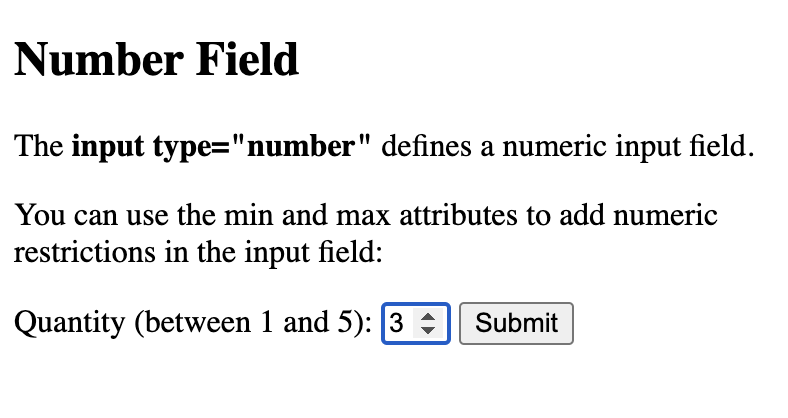 Number Field
The input type="number" defines a numeric input field.
You can use the min and max attributes to add numeric
restrictions in the input field:
Quantity (between 1 and 5): 3 Submit